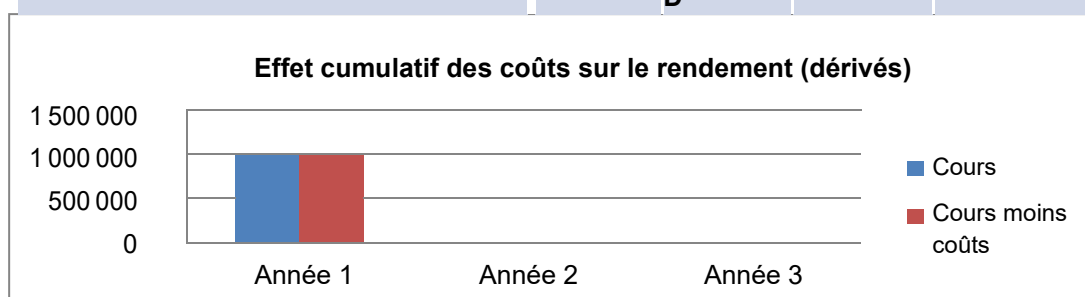 Effet cumulatif des coûts sur le rendement (dérivés)
1 500 000
1 000 000
500 000
0
Année 1 Année 2 Année 3
Cours
Cours moins
coûts